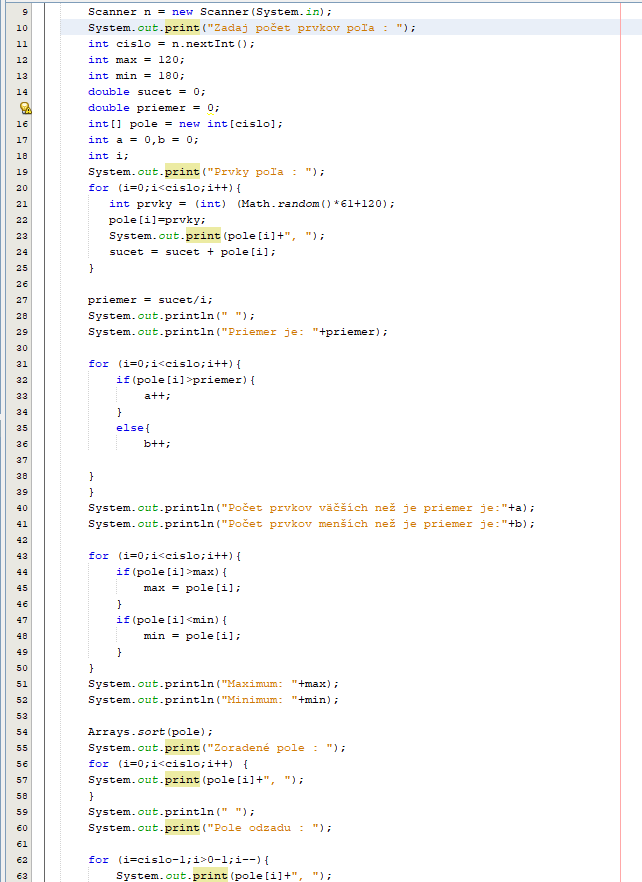 9 Scanner n = new Scanner(System.in);
10 System.out.print("Zadaj počet prvkov poľa : ");
11 int cislo = n.nextInt();
12 int max = 120;
13 int min = 180;
14 double sucet = 0;
double priemer = 0;
16 int[] pole = new int[cislo];
17 int a = 0,b = 0;
18 int i;
19 System.out.print("Prvky poľa : ");
20 for (i=0;i<cislo;i++){
21 int prvky = (int) (Math.random()*61+120);
22 pole[i]=prvky;
23 System.out.print(pole[i]+", ");
24 sucet = sucet + pole[i];
25 }
26
27 priemer = sucet/i;
28 System.out.println(" ");
29 System.out.println("Priemer je: "+priemer);
30
31 for (i=0;i<cislo;i++){
32 if(pole[i]>priemer){
33 a++;
34 }
35 else{
36 b++;
37
38 }
39 }
40 System.out.println("Počet prvkov väčších než je priemer je:"+a);
41 System.out.println("Počet prvkov menších než je priemer je:"+b);
42
43 for (i=0;i<cislo;i++){
44 if(pole[i]>max){
45 max = pole[i];
46 }
47 if(pole[i]<min){
48 min = pole[i];
49 }
50 }
51 System.out.println("Maximum: "+max);
52 System.out.println("Minimum: "+min);
53
54 Arrays.sort(pole);
55 System.out.print("Zoradené pole : ");
56 for (i=0;i<cislo;i++) {
57 System.out.print(pole[i]+", ");
58 }
59 System.out.println(" ");
60 System.out.print("Pole odzadu : ");
61
62 for (i=cislo-1;i>0-1;i--){
63 System.out.print(pole[i]+", ");